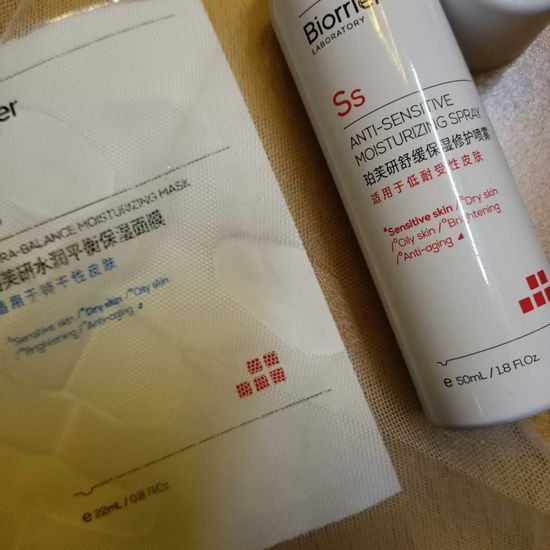 Biorrier
LABORATORY
Ss
ANTI-SENSITIVE
MOISTURIZING SPRAY
珀芙研舒缓保湿修护喷雾
适用于低耐受性皮肤
Sensitive skin / Dry skin
/ Oily skin / Brightening
/ Anti-aging
e 50mL / 1.8 Fl.Oz.
-BALANCE MOISTURIZING MASK
芙研水润平衡保湿面膜
适用于特干性皮肤
Sensitive skin / Dry skin / Oily skin
/ Brightening / Anti-aging
e 22mL / 0.8 Fl.Oz.